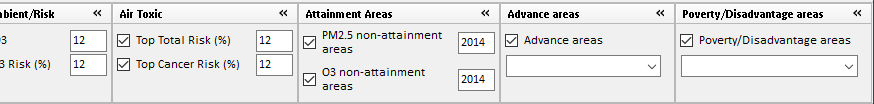 mbient/Risk « Air Toxic « Attainment Areas « Advance areas « Poverty/Disadvantage areas «
03 12
3 Risk (%) 12
Top Total Risk (%) 12
Top Cancer Risk (%) 12
PM2.5 non-attainment
areas 2014
O3 non-attainment
areas 2014
Advance areas
Poverty/Disadvantage areas